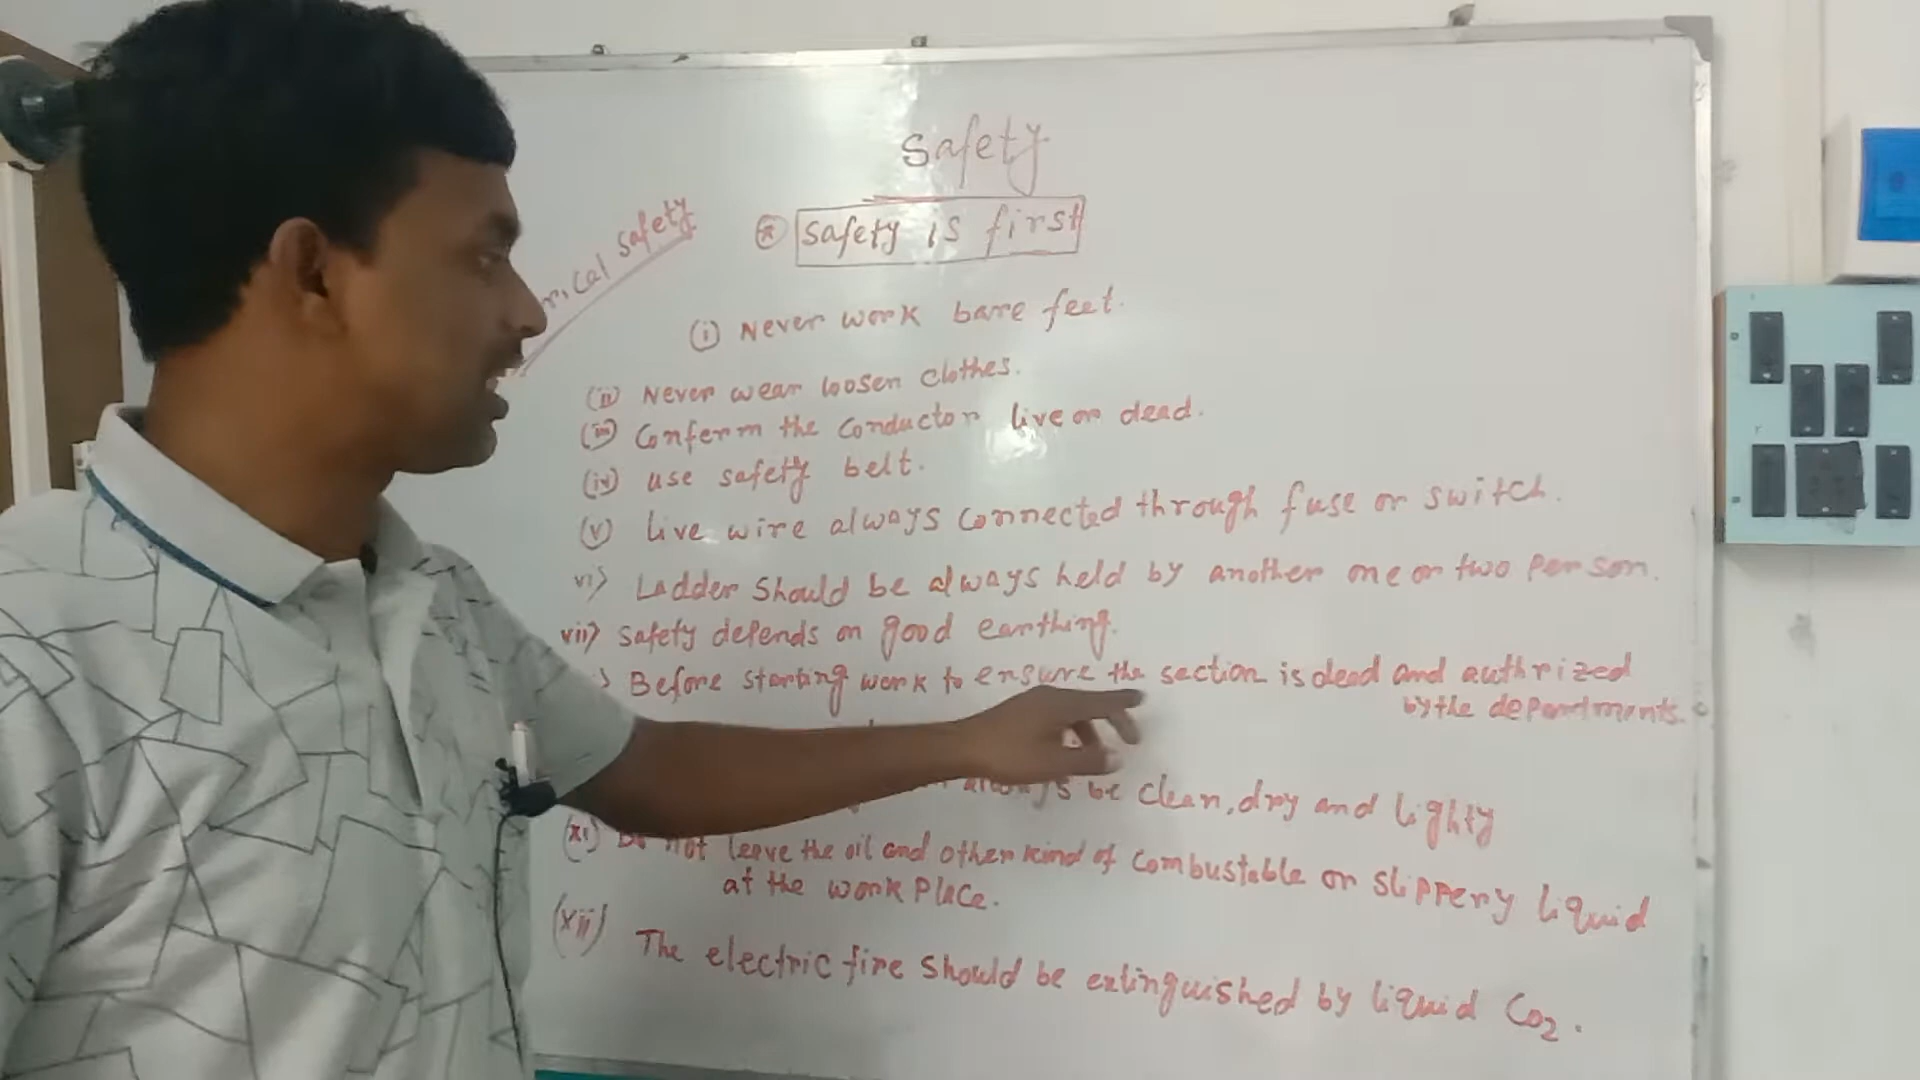 Safety
rical safety
safety is first
(i) Never work bare feet.
(ii) Never wear loosen clothes.
(iii) Conferm the conductor live or dead.
(iv) use safety belt.
(v) live wire always connected through fuse or switch.
vi) Ladder should be always held by another one or two person.
vii) safety depends on good earthing.
Before starting work to ensure the section is dead and authrized
by the departments.
always be clean, dry and lighty
(xi) Do not leave the oil and other kind of combustable or slippery liquid
at the work place.
(xii) The electric fire should be extinguished by liquid CO2.